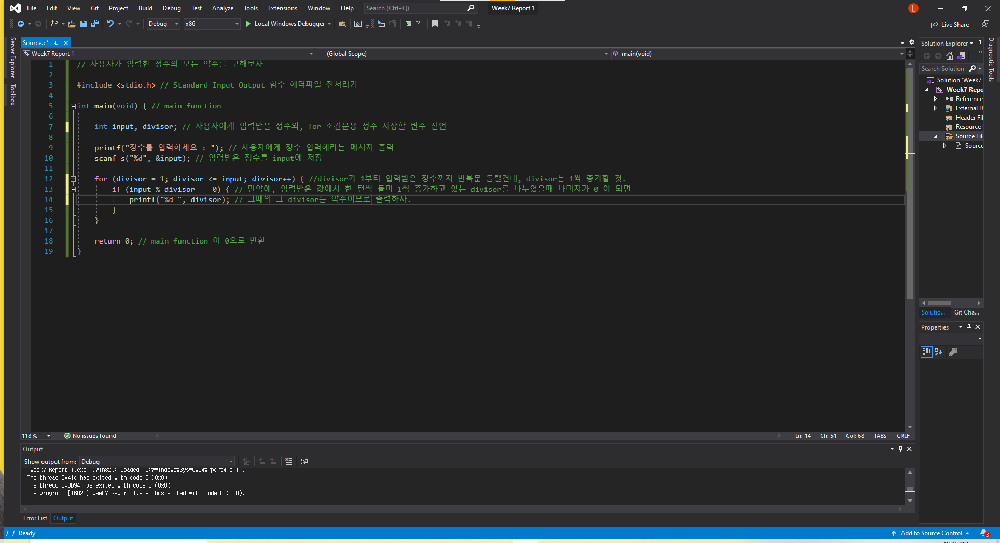 File Edit View Git Project Build Debug Test Analyze Tools Extensions Window Help Search (Ctrl+Q) Week7 Report 1 L
Debug x86 Local Windows Debugger Live Share
Server Explorer
Toolbox
Source.c*
Week7 Report 1 (Global Scope) main(void)
1 // 사용자가 입력한 정수의 모든 약수를 구해보자
2
3 #include <stdio.h> // Standard Input Output 함수 헤더파일 전처리기
4
5 int main(void) { // main function
6
7 int input, divisor; // 사용자에게 입력받을 정수와, for 조건문용 정수 저장할 변수 선언
8
9 printf("정수를 입력하세요 : "); // 사용자에게 정수 입력해라는 메시지 출력
10 scanf_s("%d", &input); // 입력받은 정수를 input에 저장
11
12 for (divisor = 1; divisor <= input; divisor++) { //divisor가 1부터 입력받은 정수까지 반복문 돌릴건데, divisor는 1씩 증가할 것.
13 if (input % divisor == 0) { // 만약에, 입력받은 값에서 한 턴씩 돌며 1씩 증가하고 있는 divisor를 나누었을때 나머지가 0 이 되면
14 printf("%d ", divisor); // 그때의 그 divisor는 약수이므로 출력하자.
15 }
16 }
17
18 return 0; // main function 이 0으로 반환
19 }
118 % No issues found Ln: 14 Ch: 51 Col: 68 TABS CRLF
Output
Show output from: Debug
'Week7 Report 1.exe' (Win32): Loaded 'C:₩Windows₩SysWOW64₩rpcrt4.dll'.
The thread 0x41c has exited with code 0 (0x0).
The thread 0x3b94 has exited with code 0 (0x0).
The program '[16820] Week7 Report 1.exe' has exited with code 0 (0x0).
Error List Output
Ready Add to Source Control 3
Solution Explorer
Search Solution
Solution 'Week7
Week7 Repo
Reference
External D
Header Fil
Resource
Source File
Source
Solutio... Git Cha...
Properties
Diagnostic Tools